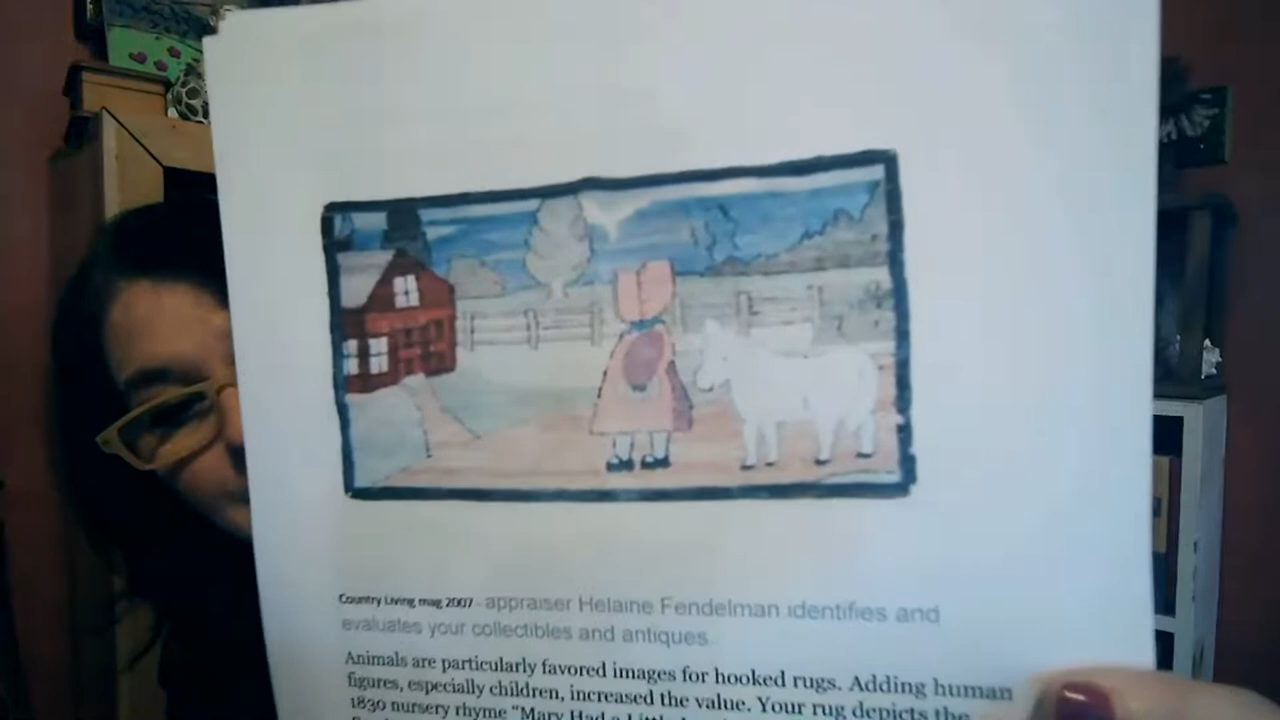 Country Living mag 2007 - appraiser Helaine Fendelman identifies and
evaluates your collectibles and antiques
Animals are particularly favored images for hooked rugs. Adding human
figures, especially children, increased the value. Your rug depicts the
1830 nursery rhyme "Mary Had a